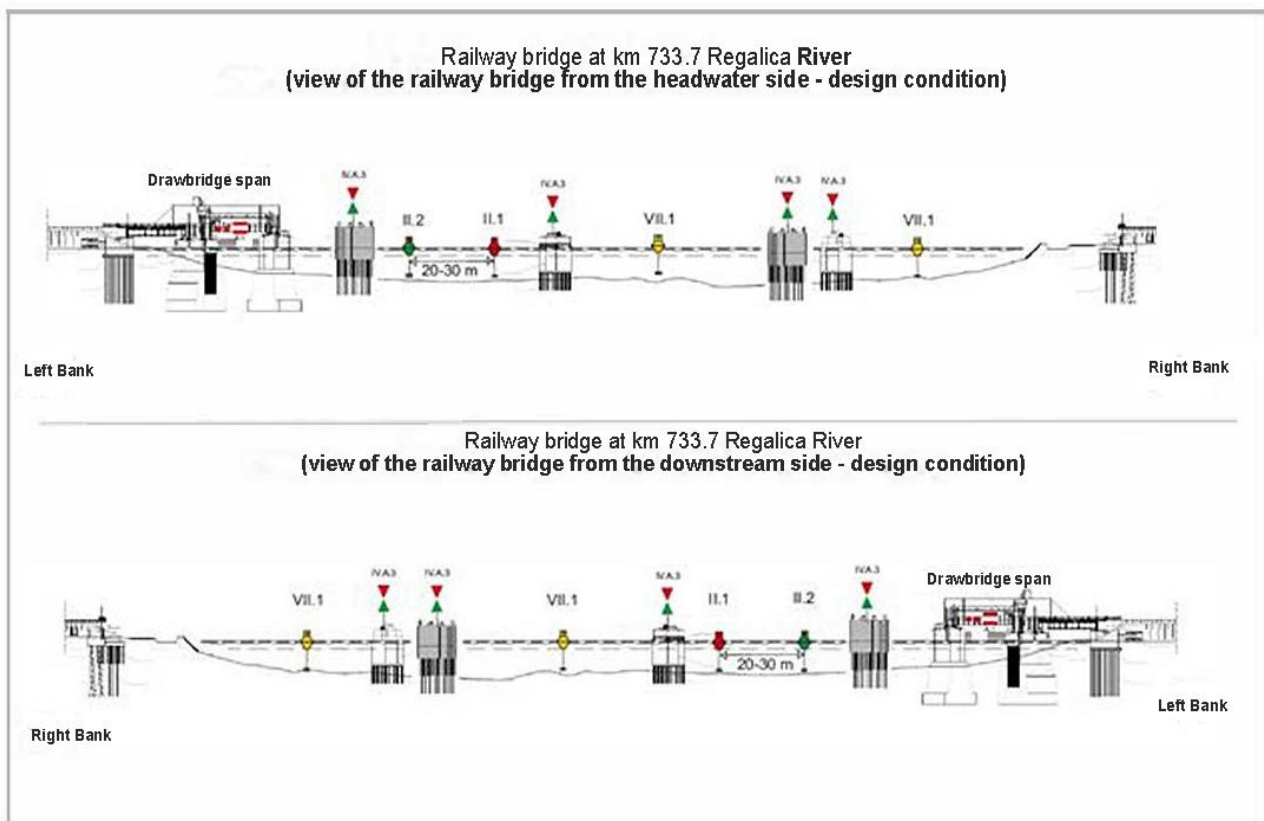 Railway bridge at km 733.7 Regalica River
(view of the railway bridge from the headwater side - design condition)
Drawbridge span
IV.A.3
II.2
II.1
IV.A.3
VII.1
IV.A.3
IV.A.3
VII.1
20-30 m
Left Bank
Right Bank
Railway bridge at km 733.7 Regalica River
(view of the railway bridge from the downstream side - design condition)
VII.1
IV.A.3
IV.A.3
VII.1
IV.A.3
II.1
II.2
IV.A.3
Drawbridge span
20-30 m
Left Bank
Right Bank